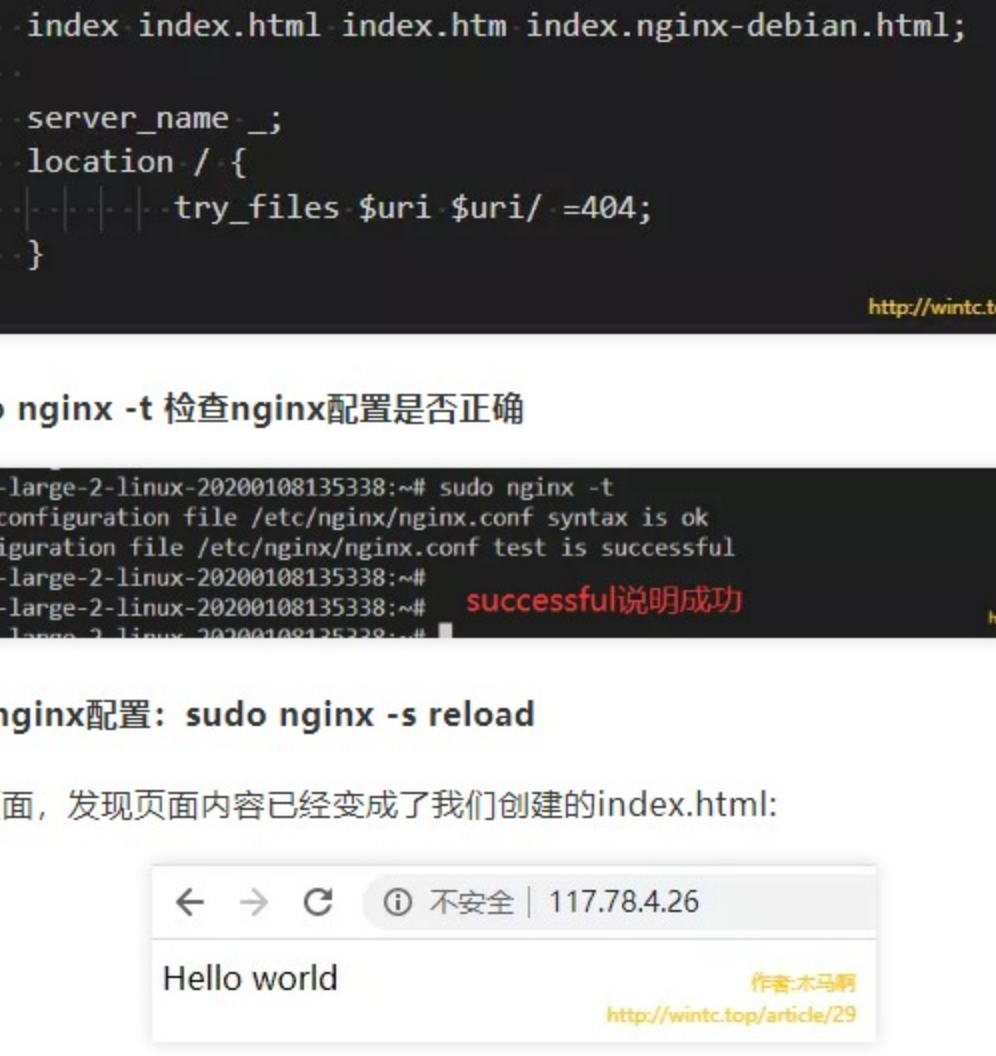 index index.html index.htm index.nginx-debian.html;
server_name _;
location / {
try_files $uri $uri/ =404;
}
http://wintc.t
nginx -t 检查nginx配置是否正确
-large-2-linux-20200108135338:~# sudo nginx -t
configuration file /etc/nginx/nginx.conf syntax is ok
iguration file /etc/nginx/nginx.conf test is successful
-large-2-linux-20200108135338:~#
-large-2-linux-20200108135338:~# successful说明成功
-large-2-linux-20200108135338:~#
nginx配置：sudo nginx -s reload
面，发现页面内容已经变成了我们创建的index.html:
不安全 | 117.78.4.26
Hello world
作者:木马啊
http://wintc.top/article/29